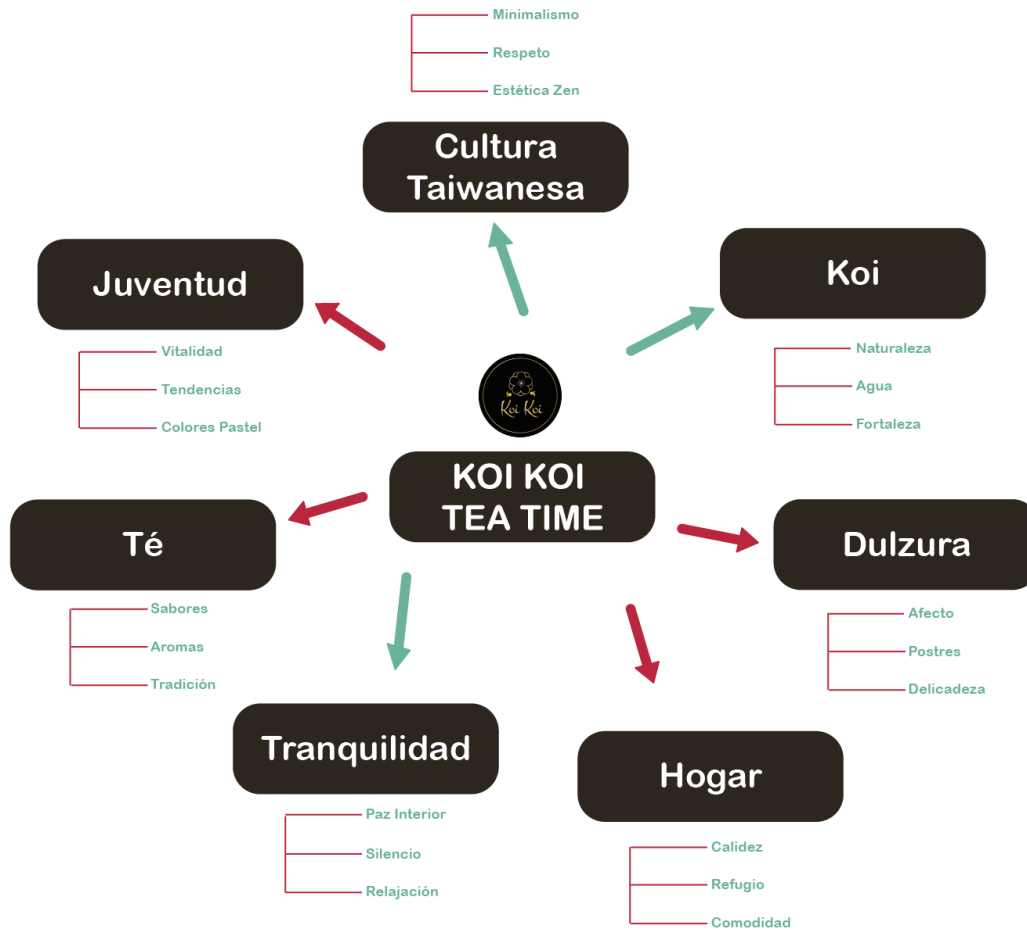 Minimalismo
Respeto
Estética Zen
Cultura
Taiwanesa
Juventud
Vitalidad
Tendencias
Colores Pastel
Koi
Naturaleza
Agua
Fortaleza
Koi Koi
KOI KOI
TEA TIME
Té
Sabores
Aromas
Tradición
Dulzura
Afecto
Postres
Delicadeza
Tranquilidad
Paz Interior
Silencio
Relajación
Hogar
Calidez
Refugio
Comodidad